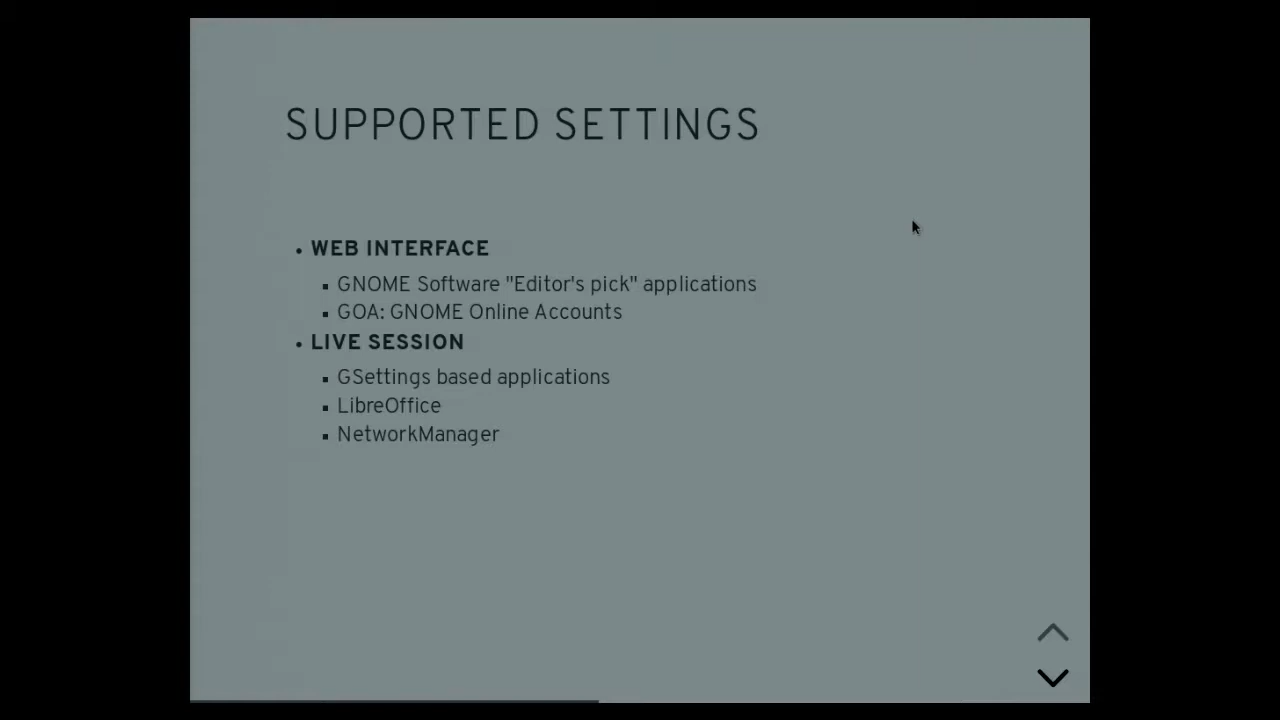 SUPPORTED SETTINGS
• WEB INTERFACE
▪ GNOME Software "Editor's pick" applications
▪ GOA: GNOME Online Accounts
• LIVE SESSION
▪ GSettings based applications
▪ LibreOffice
▪ NetworkManager